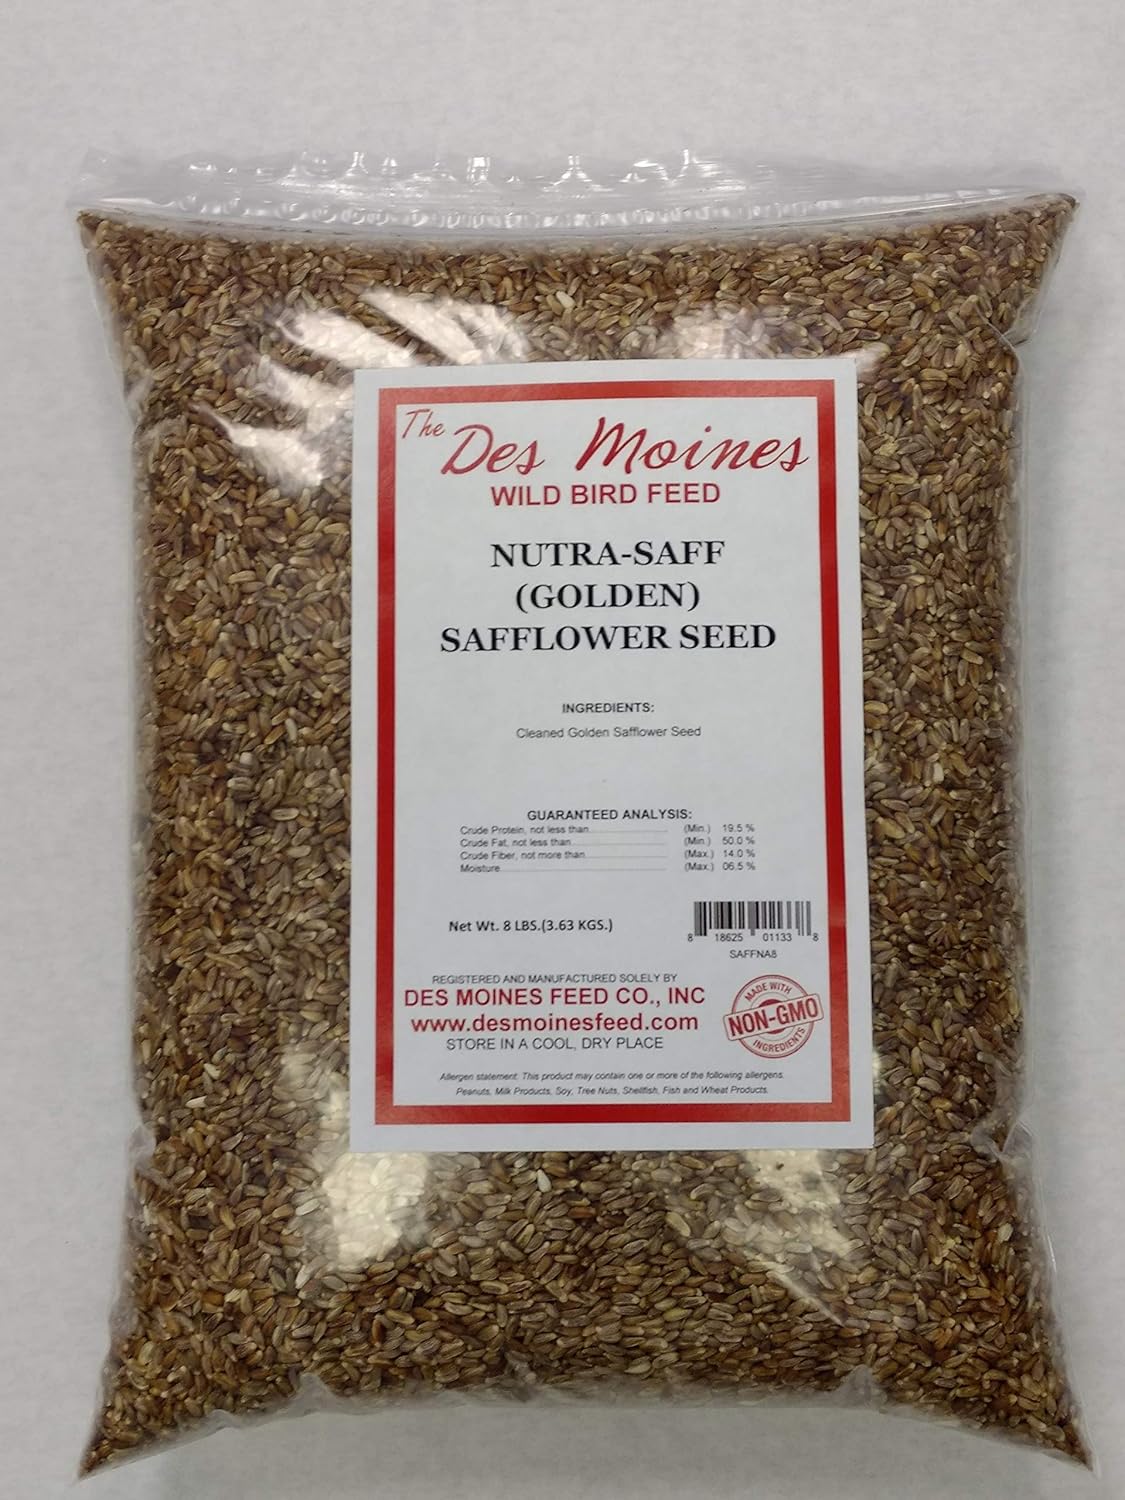 The Des Moines
WILD BIRD FEED
NUTRA-SAFF
(GOLDEN)
SAFFLOWER SEED
INGREDIENTS:
Cleaned Golden Safflower Seed
GUARANTEED ANALYSIS:
Crude Protein, not less than (Min.) 19.5 %
Crude Fat, not less than (Min.) 50.0 %
Crude Fiber, not more than (Max.) 14.0 %
Moisture (Max.) 06.5 %
Net Wt. 8 LBS.(3.63 KGS.)
8 18625 01133 8
SAFFNA8
REGISTERED AND MANUFACTURED SOLELY BY
DES MOINES FEED CO., INC
www.desmoinesfeed.com
STORE IN A COOL, DRY PLACE
MADE WITH
NON-GMO
INGREDIENTS
Allergen statement: This product may contain one or more of the following allergens.
Peanuts, Milk Products, Soy, Tree Nuts, Shellfish, Fish and Wheat Products.